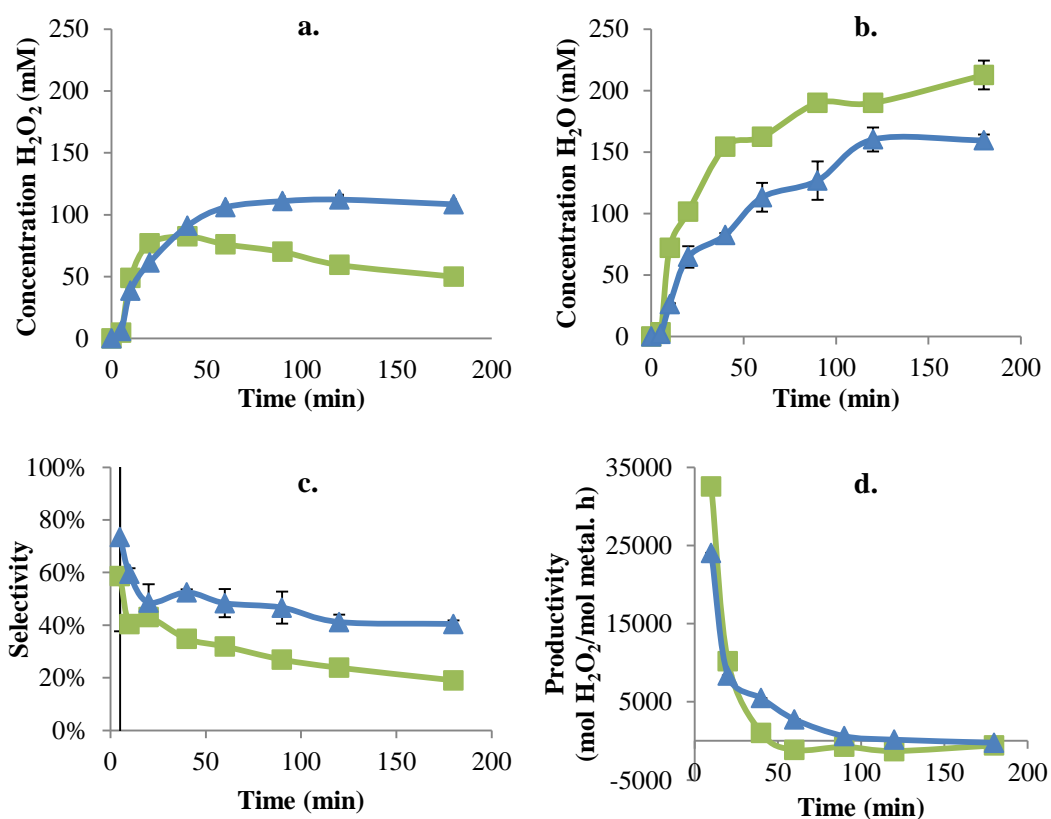 a.
Concentration H₂O₂ (mM)
250
200
150
100
50
0
0 50 100 150 200
Time (min)
b.
Concentration H₂O (mM)
250
200
150
100
50
0
0 50 100 150 200
Time (min)
c.
Selectivity
100%
80%
60%
40%
20%
0%
0 50 100 150 200
Time (min)
d.
Productivity
(mol H₂O₂/mol metal. h)
35000
25000
15000
5000
-5000
0 50 100 150 200
Time (min)